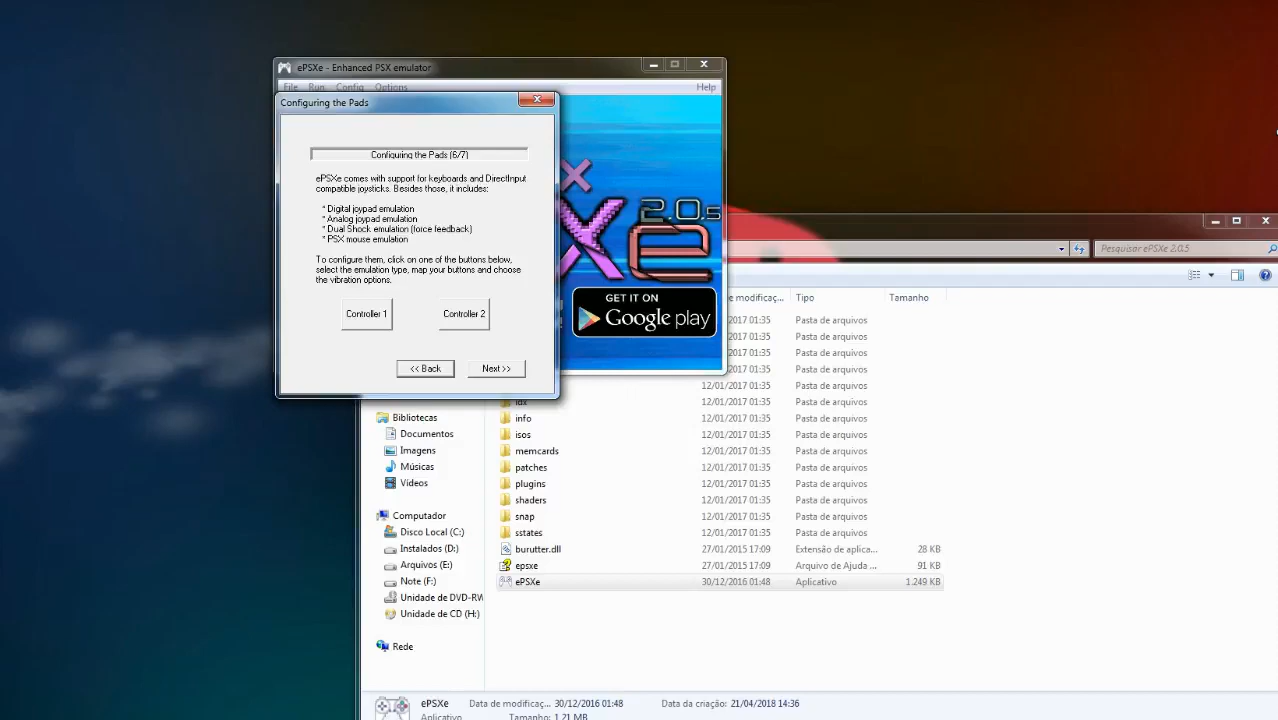 ePSXe - Enhanced PSX emulator
File Run Config Options Help
Configuring the Pads
Configuring the Pads (6/7)
ePSXe comes with support for keyboards and DirectInput
compatible joysticks. Besides those, it includes:
* Digital joypad emulation
* Analog joypad emulation
* Dual Shock emulation (force feedback)
* PSX mouse emulation
To configure them, click on one of the buttons below,
select the emulation type, map your buttons and choose
the vibration options.
Controller 1
Controller 2
<< Back
Next >>
2.0.5
GET IT ON
Google play
Pesquisar ePSXe 2.0.5
e modificaç... Tipo Tamanho
2017 01:35 Pasta de arquivos
2017 01:35 Pasta de arquivos
2017 01:35 Pasta de arquivos
2017 01:35 Pasta de arquivos
12/01/2017 01:35 Pasta de arquivos
idx 12/01/2017 01:35 Pasta de arquivos
info 12/01/2017 01:35 Pasta de arquivos
isos 12/01/2017 01:35 Pasta de arquivos
memcards 12/01/2017 01:35 Pasta de arquivos
patches 12/01/2017 01:35 Pasta de arquivos
plugins 12/01/2017 01:35 Pasta de arquivos
shaders 12/01/2017 01:35 Pasta de arquivos
snap 12/01/2017 01:35 Pasta de arquivos
sstates 12/01/2017 01:35 Pasta de arquivos
burutter.dll 27/01/2015 17:09 Extensão de aplica... 28 KB
epsxe 27/01/2015 17:09 Arquivo de Ajuda ... 91 KB
ePSXe 30/12/2016 01:48 Aplicativo 1.249 KB
Bibliotecas
Documentos
Imagens
Músicas
Vídeos
Computador
Disco Local (C:)
Instalados (D:)
Arquivos (E:)
Note (F:)
Unidade de DVD-RW
Unidade de CD (H:)
Rede
ePSXe Data de modificaç... 30/12/2016 01:48 Data da criação: 21/04/2018 14:36
Aplicativo Tamanho: 1,21 MB